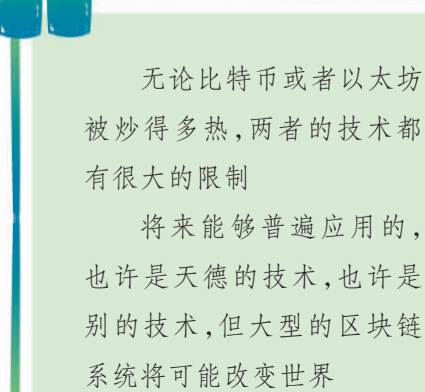 无论比特币或者以太坊
被炒得多热,两者的技术都
有很大的限制
将来能够普遍应用的,
也许是天德的技术,也许是
别的技术,但大型的区块链
系统将可能改变世界